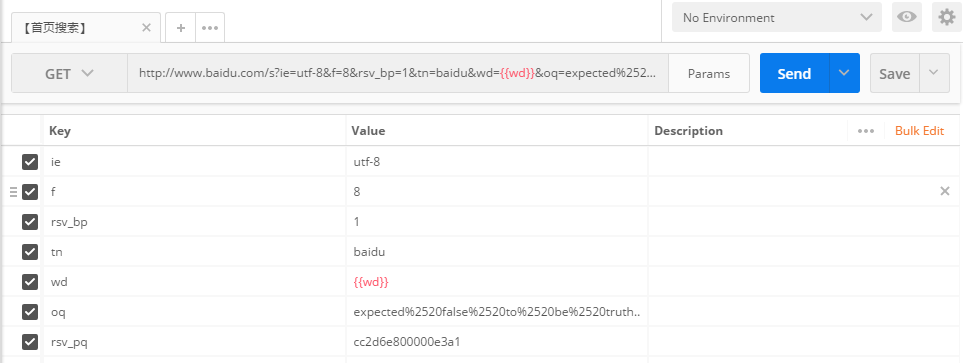 【首页搜索】
No Environment
GET http://www.baidu.com/s?ie=utf-8&f=8&rsv_bp=1&tn=baidu&wd={{wd}}&oq=expected%252... Params Send Save
Key Value Description Bulk Edit
ie utf-8
f 8
rsv_bp 1
tn baidu
wd {{wd}}
oq expected%2520false%2520to%2520be%2520truth..
rsv_pq cc2d6e800000e3a1